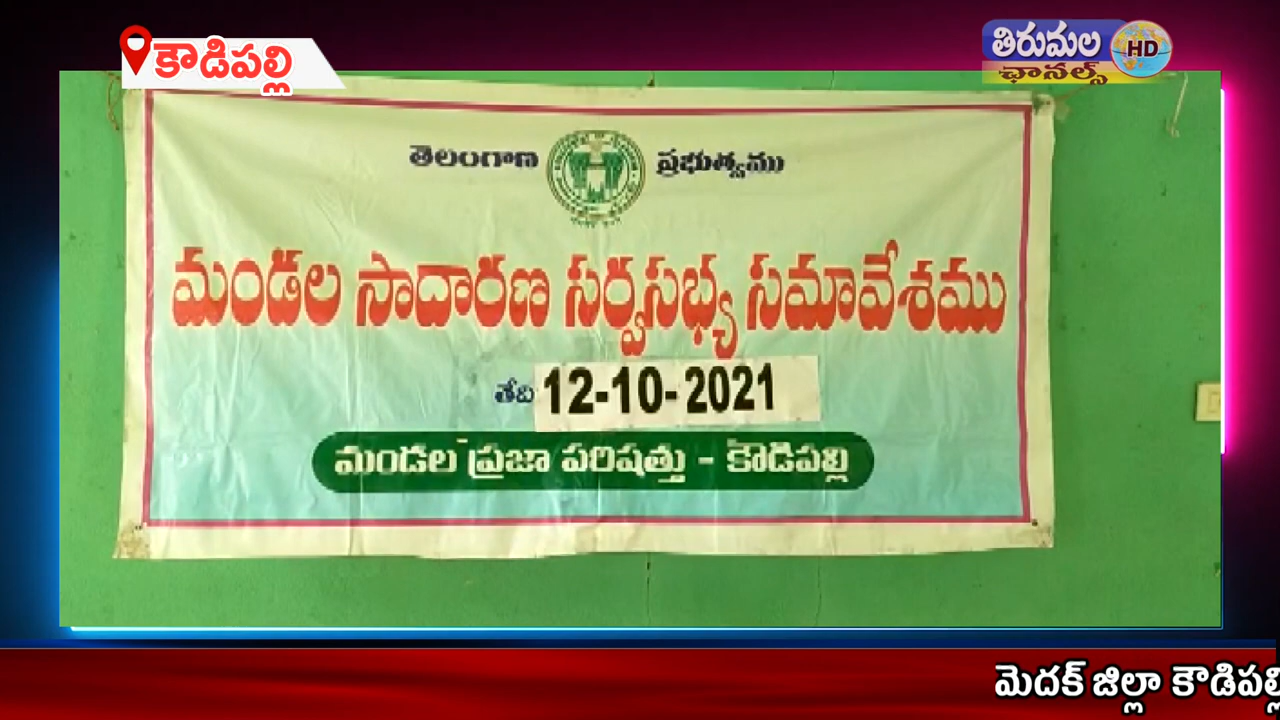 కౌడిపల్లి
తిరుమల HD
ఛానల్స్
తెలంగాణ ప్రభుత్వము
మండల సాదారణ సర్వసభ్య సమావేశము
తేది 12-10-2021
మండల ప్రజా పరిషత్తు - కౌడిపల్లి
మెదక్ జిల్లా కౌడిపల్లి